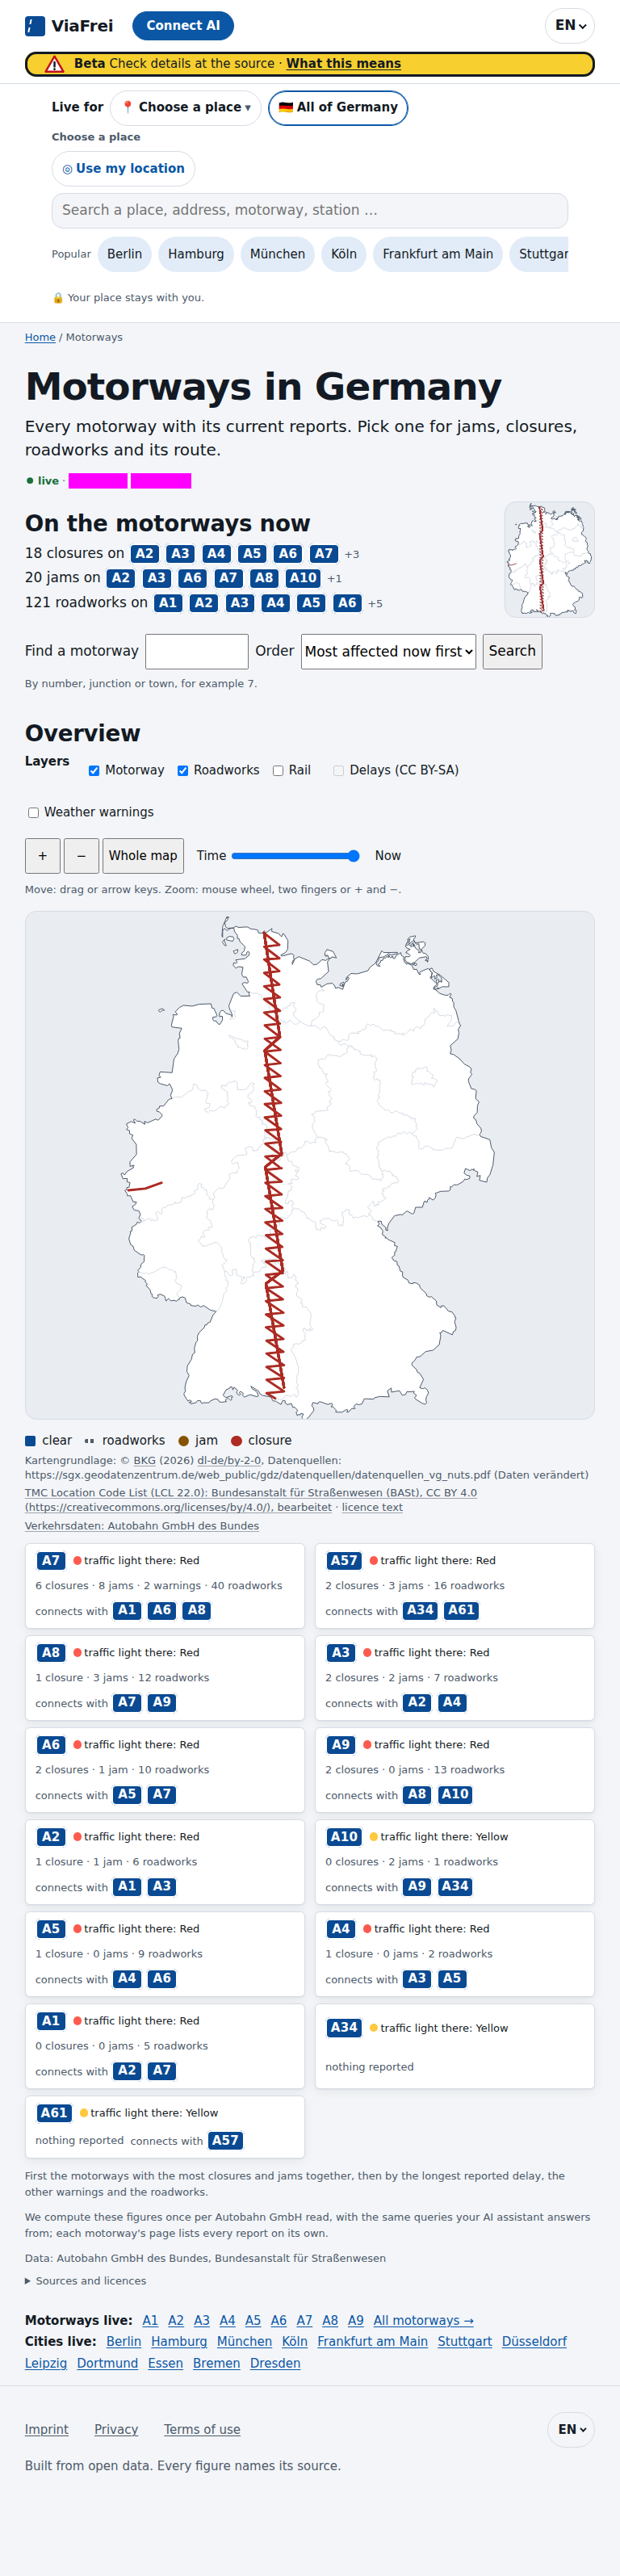 ViaFrei
Connect AI
EN
Beta Check details at the source · What this means
Live for 📍 Choose a place ▾ 🇩🇪 All of Germany
Choose a place
◎ Use my location
Search a place, address, motorway, station …
Popular Berlin Hamburg München Köln Frankfurt am Main Stuttgar
🔒 Your place stays with you.
Home / Motorways
Motorways in Germany
Every motorway with its current reports. Pick one for jams, closures,
roadworks and its route.
live ·
On the motorways now
18 closures on A2 A3 A4 A5 A6 A7 +3
20 jams on A2 A3 A6 A7 A8 A10 +1
121 roadworks on A1 A2 A3 A4 A5 A6 +5
Find a motorway Order Most affected now first Search
By number, junction or town, for example 7.
Overview
Layers Motorway Roadworks Rail Delays (CC BY-SA)
Weather warnings
+ − Whole map Time Now
Move: drag or arrow keys. Zoom: mouse wheel, two fingers or + and −.
clear roadworks jam closure
Kartengrundlage: © BKG (2026) dl-de/by-2-0, Datenquellen:
https://sgx.geodatenzentrum.de/web_public/gdz/datenquellen/datenquellen_vg_nuts.pdf (Daten verändert)
TMC Location Code List (LCL 22.0): Bundesanstalt für Straßenwesen (BASt), CC BY 4.0
(https://creativecommons.org/licenses/by/4.0/), bearbeitet · licence text
Verkehrsdaten: Autobahn GmbH des Bundes
A7 traffic light there: Red
6 closures · 8 jams · 2 warnings · 40 roadworks
connects with A1 A6 A8
A57 traffic light there: Red
2 closures · 3 jams · 16 roadworks
connects with A34 A61
A8 traffic light there: Red
1 closure · 3 jams · 12 roadworks
connects with A7 A9
A3 traffic light there: Red
2 closures · 2 jams · 7 roadworks
connects with A2 A4
A6 traffic light there: Red
2 closures · 1 jam · 10 roadworks
connects with A5 A7
A9 traffic light there: Red
2 closures · 0 jams · 13 roadworks
connects with A8 A10
A2 traffic light there: Red
1 closure · 1 jam · 6 roadworks
connects with A1 A3
A10 traffic light there: Yellow
0 closures · 2 jams · 1 roadworks
connects with A9 A34
A5 traffic light there: Red
1 closure · 0 jams · 9 roadworks
connects with A4 A6
A4 traffic light there: Red
1 closure · 0 jams · 2 roadworks
connects with A3 A5
A1 traffic light there: Red
0 closures · 0 jams · 5 roadworks
connects with A2 A7
A34 traffic light there: Yellow
nothing reported
A61 traffic light there: Yellow
nothing reported connects with A57
First the motorways with the most closures and jams together, then by the longest reported delay, the
other warnings and the roadworks.
We compute these figures once per Autobahn GmbH read, with the same queries your AI assistant answers
from; each motorway's page lists every report on its own.
Data: Autobahn GmbH des Bundes, Bundesanstalt für Straßenwesen
▶ Sources and licences
Motorways live: A1 A2 A3 A4 A5 A6 A7 A8 A9 All motorways →
Cities live: Berlin Hamburg München Köln Frankfurt am Main Stuttgart Düsseldorf
Leipzig Dortmund Essen Bremen Dresden
Imprint Privacy Terms of use EN
Built from open data. Every figure names its source.